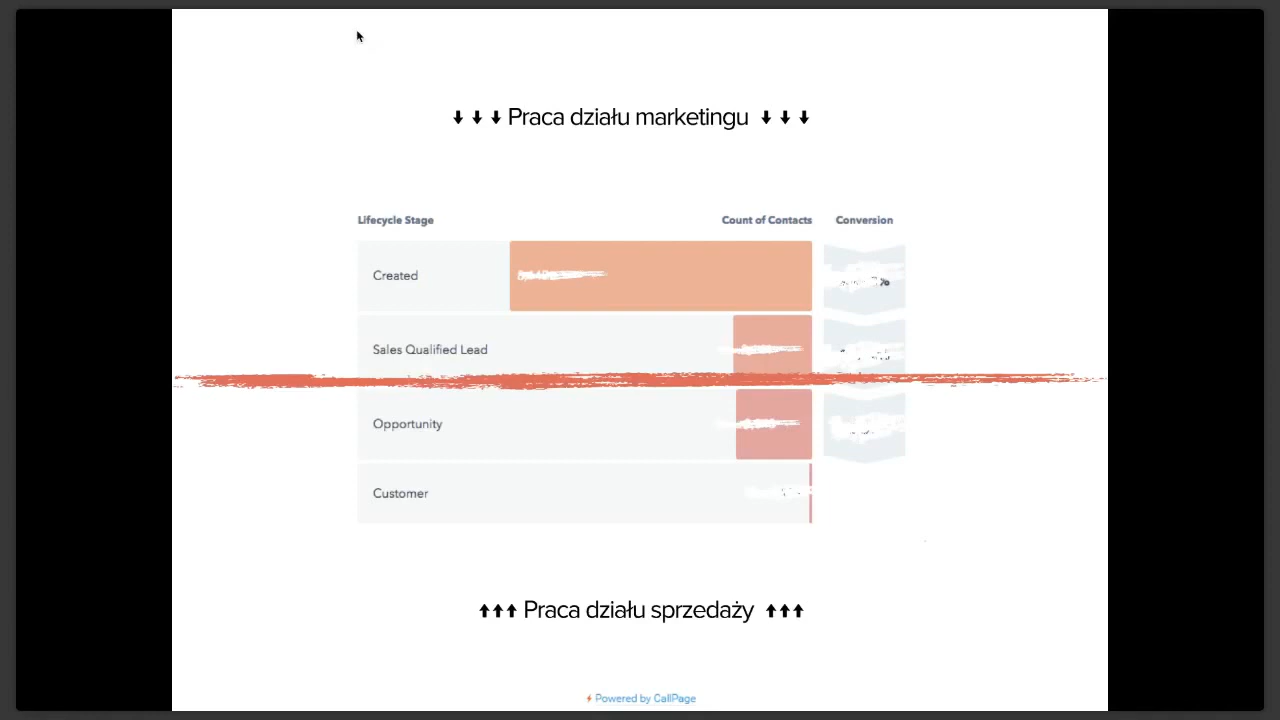 Praca działu marketingu
Lifecycle Stage Count of Contacts Conversion
Created
Sales Qualified Lead
Opportunity
Customer
Praca działu sprzedaży
Powered by CallPage